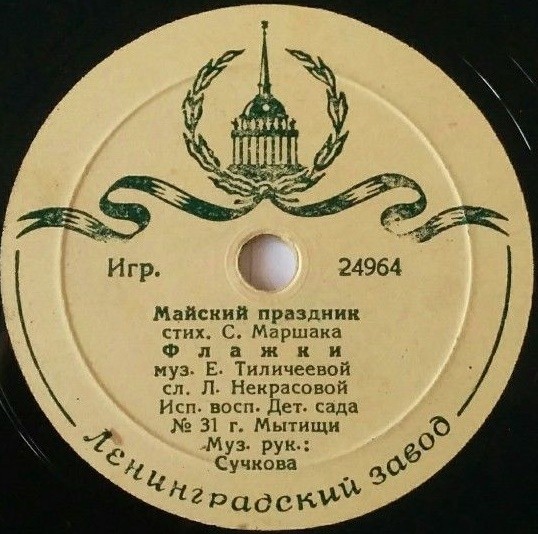 Игр. 24964
Майский праздник
стих. С. Маршака
Флажки
муз. Е. Тиличеевой
сл. Л. Некрасовой
Исп. восп. Дет. сада
№ 31 г. Мытищи
Муз. рук.:
Сучкова
Ленинградский завод